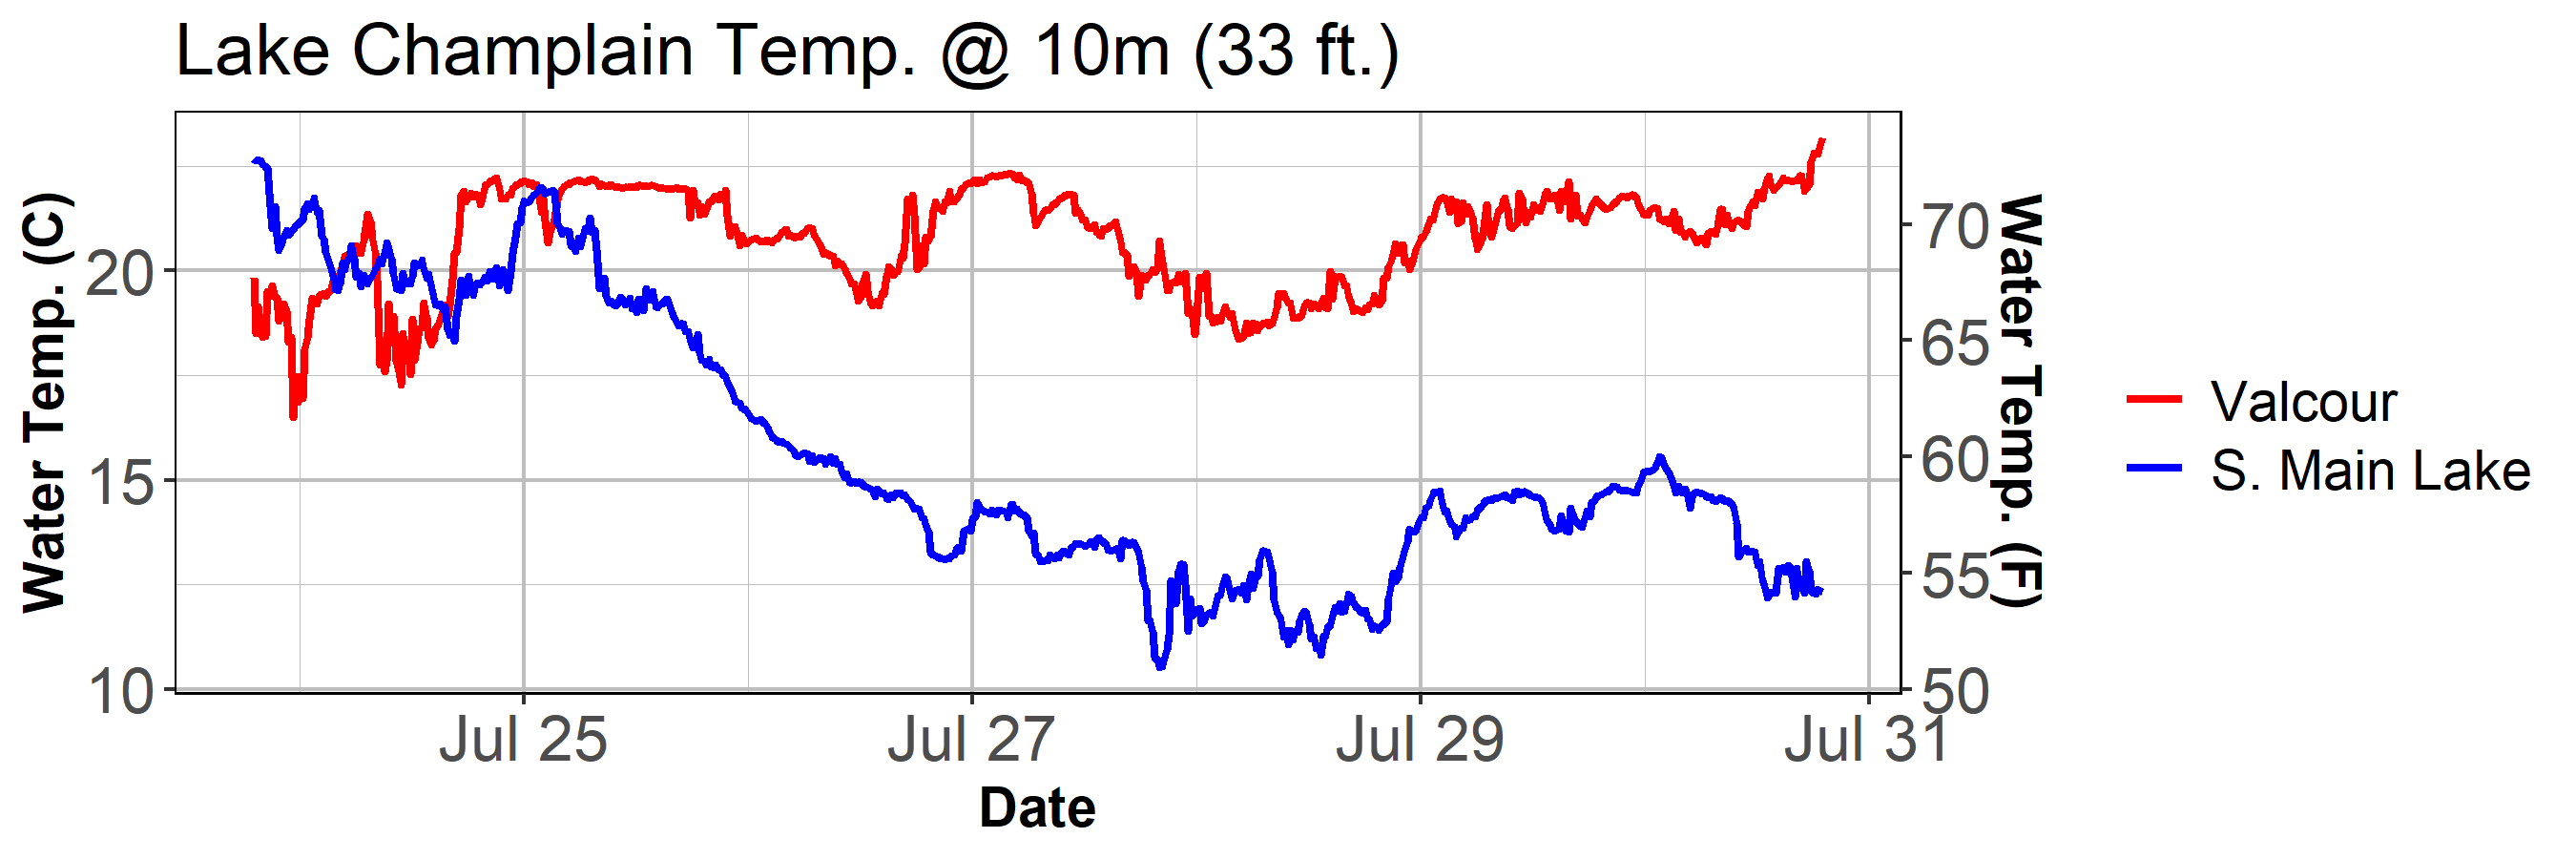 Lake Champlain Temp. @ 10m (33 ft.)
Water Temp. (C)
20
15
10
70
65
60
55
50
Water Temp. (F)
Jul 25
Jul 27
Jul 29
Jul 31
Date
Valcour
S. Main Lake